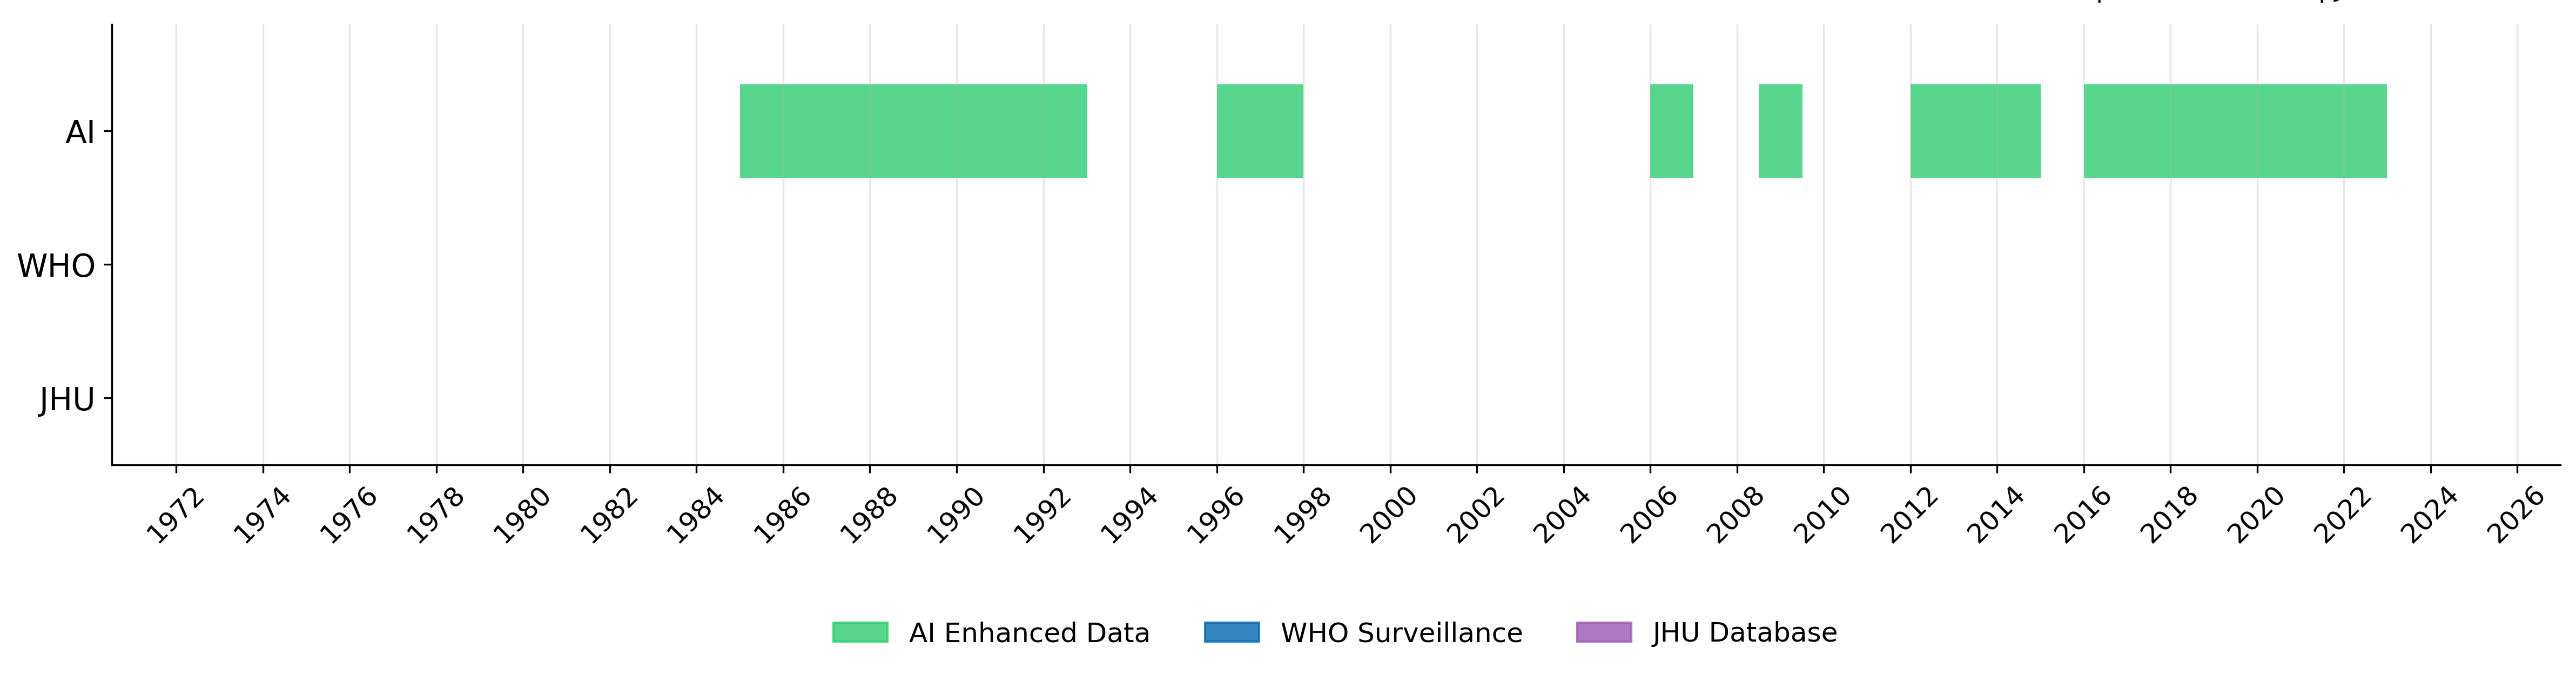 AI
WHO
JHU
1972 1974 1976 1978 1980 1982 1984 1986 1988 1990 1992 1994 1996 1998 2000 2002 2004 2006 2008 2010 2012 2014 2016 2018 2020 2022 2024 2026
AI Enhanced Data WHO Surveillance JHU Database